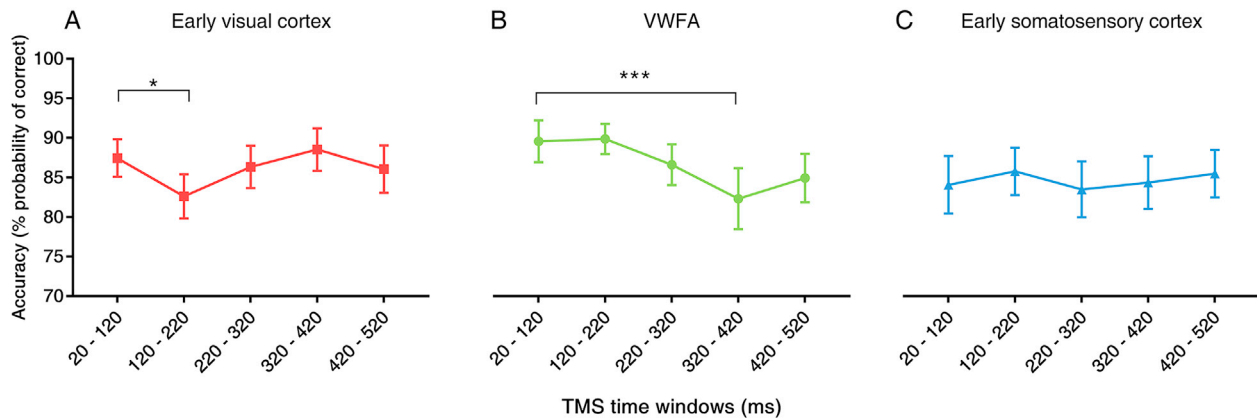 A
Early visual cortex
B
VWFA
C
Early somatosensory cortex
Accuracy (% probability of correct)
100
95
90
85
80
75
70
*
***
20 - 120
120 - 220
220 - 320
320 - 420
420 - 520
20 - 120
120 - 220
220 - 320
320 - 420
420 - 520
20 - 120
120 - 220
220 - 320
320 - 420
420 - 520
TMS time windows (ms)